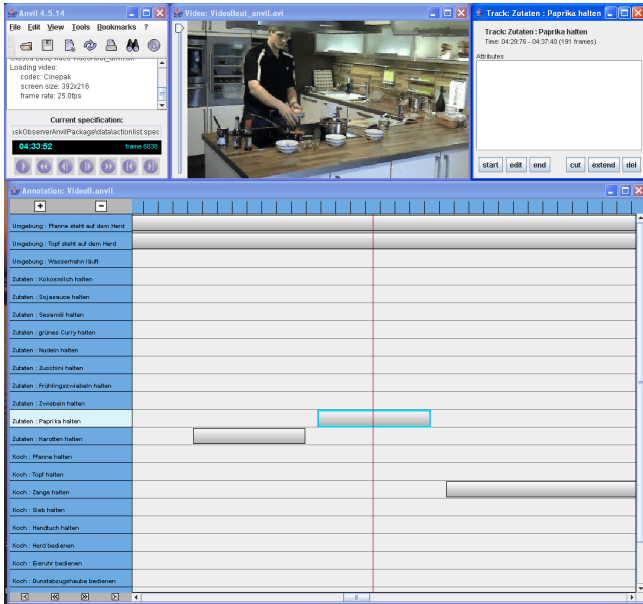 Anvil 4.5.14
File Edit View Tools Bookmarks ?
Loading video:
codec: Cinepak
screen size: 392x216
frame rate: 25.0fps
Current specification:
skObserverAnvilPackage\data\actionlist.spec
04:33:52 frame 6838
Video: VideoBout_anvil.avi
Track: Zutaten : Paprika halten
Track: Zutaten : Paprika halten
Time: 04:29:76 - 04:37:40 (191 frames)
Attributes
start edit end cut extend del
Annotation: VideoB.anvil
+ -
Umgebung : Pfanne steht auf dem Herd
Umgebung : Topf steht auf dem Herd
Umgebung : Wasserhahn läuft
Zutaten : Kokosmilch halten
Zutaten : Sojasauce halten
Zutaten : Sesamöl halten
Zutaten : grünes Curry halten
Zutaten : Nudeln halten
Zutaten : Zucchini halten
Zutaten : Frühlingszwiebeln halten
Zutaten : Zwiebeln halten
Zutaten : Paprika halten
Zutaten : Karotten halten
Koch : Pfanne halten
Koch : Topf halten
Koch : Zange halten
Koch : Sieb halten
Koch : Handtuch halten
Koch : Herd bedienen
Koch : Eieruhr bedienen
Koch : Dunstabzugshaube bedienen